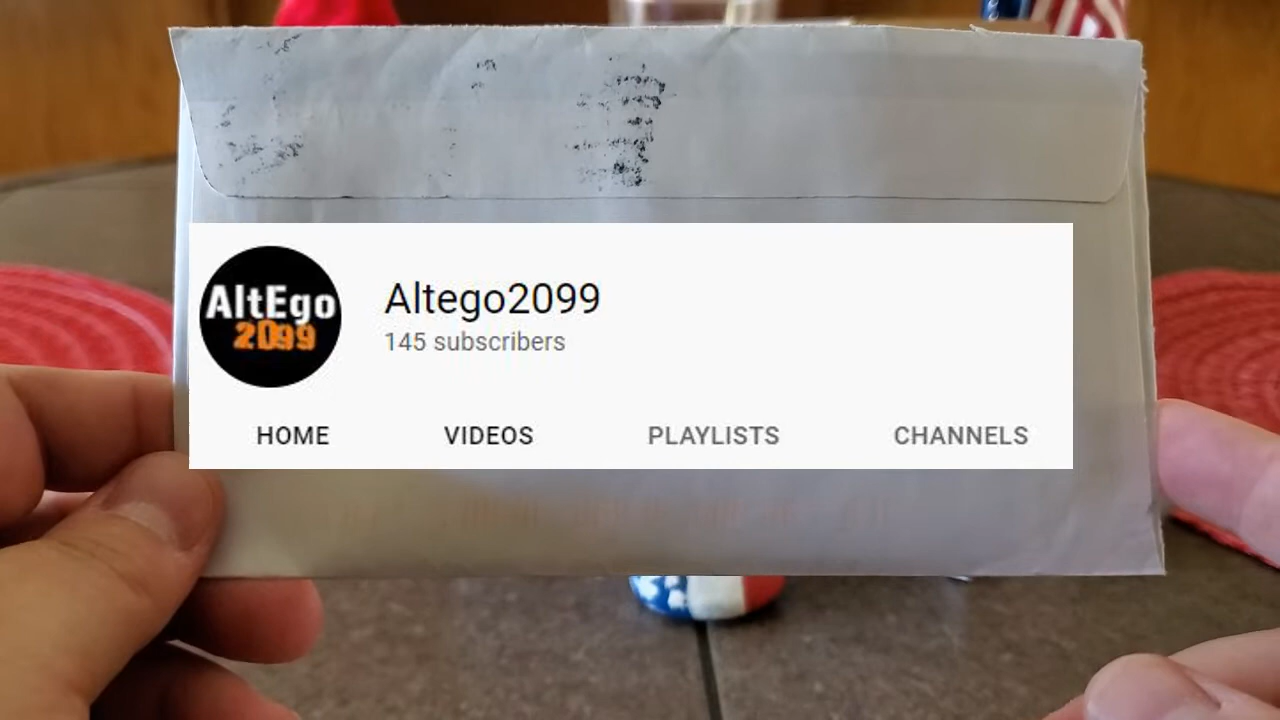 AltEgo
2099
Altego2099
145 subscribers
HOME VIDEOS PLAYLISTS CHANNELS